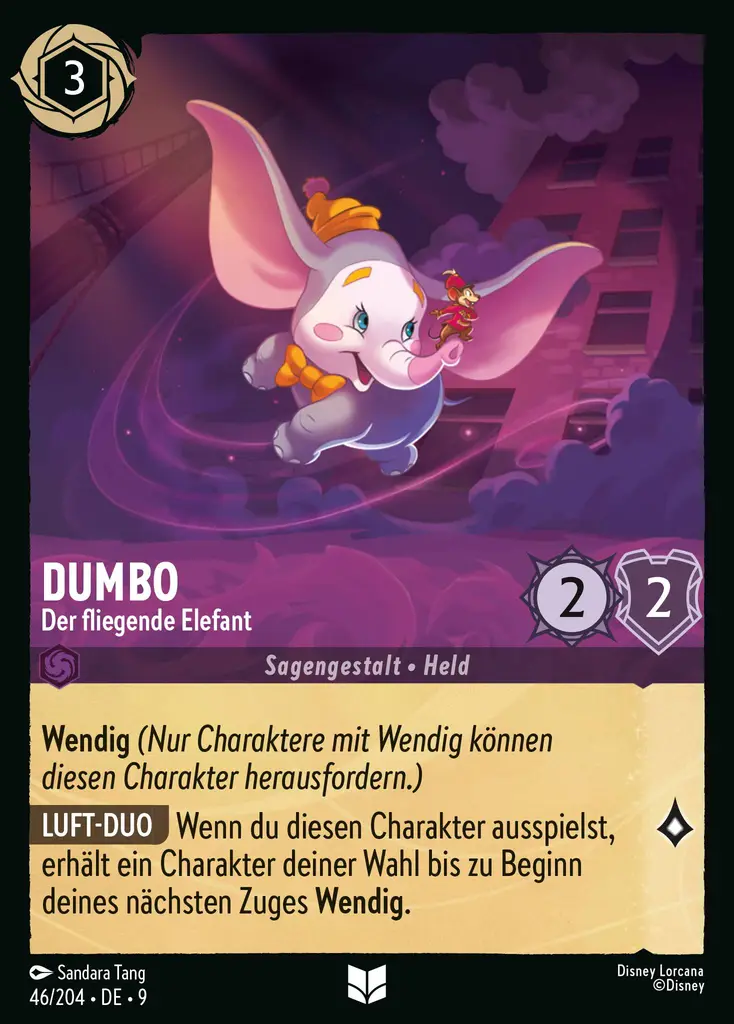 3
DUMBO
Der fliegende Elefant
2
2
Sagengestalt • Held
Wendig (Nur Charaktere mit Wendig können
diesen Charakter herausfordern.)
LUFT-DUO Wenn du diesen Charakter ausspielst,
erhält ein Charakter deiner Wahl bis zu Beginn
deines nächsten Zuges Wendig.
Sandara Tang
46/204 • DE • 9
Disney Lorcana
©Disney